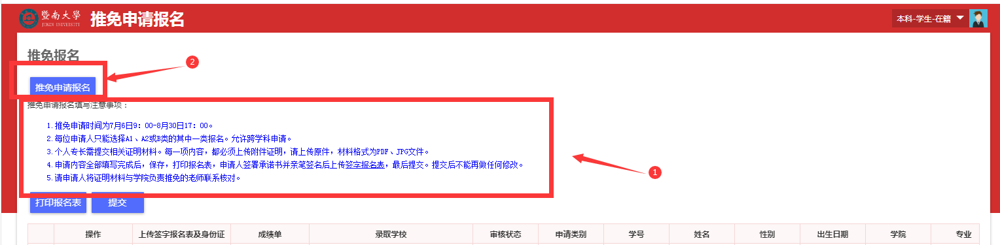 暨南大學
JINAN UNIVERSITY
推免申请报名
本科-学生-在籍
推免报名
2
推免申请报名
推免申请报名填写注意事项：
1. 推免申请时间为7月6日9：00-8月30日17：00。
2. 每位申请人只能选择A1、A2或B类的其中一类报名。允许跨学科申请。
3. 个人专长需提交相关证明材料。每一项内容，都必须上传附件证明，请上传原件，材料格式为PDF、JPG文件。
4. 申请内容全部填写完成后，保存，打印报名表，申请人签署承诺书并亲笔签名后上传签字报名表，最后提交。提交后不能再做任何修改。
1
5. 请申请人将证明材料与学院负责推免的老师联系核对。
打印报名表 提交
操作 上传签字报名表及身份证 成绩单 录取学校 审核状态 申请类别 学号 姓名 性别 出生日期 学院 专业